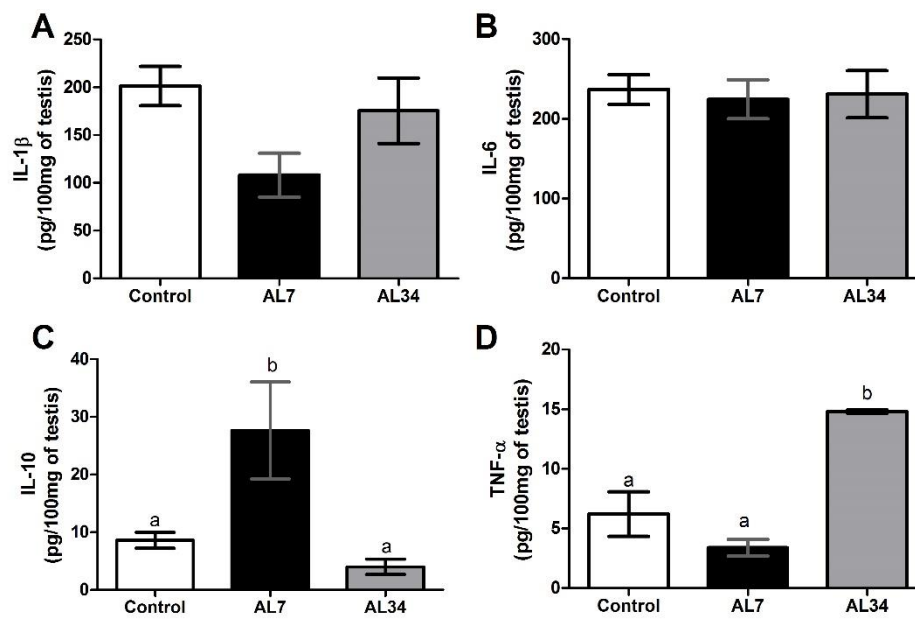 A
IL-1β
(pg/100mg of testis)
250
200
150
100
50
0
Control AL7 AL34
B
IL-6
(pg/100mg of testis)
300
200
100
0
Control AL7 AL34
C
IL-10
(pg/100mg of testis)
40
30
20
10
0
a
b
a
Control AL7 AL34
D
TNF-α
(pg/100mg of testis)
20
15
10
5
0
a
a
b
Control AL7 AL34